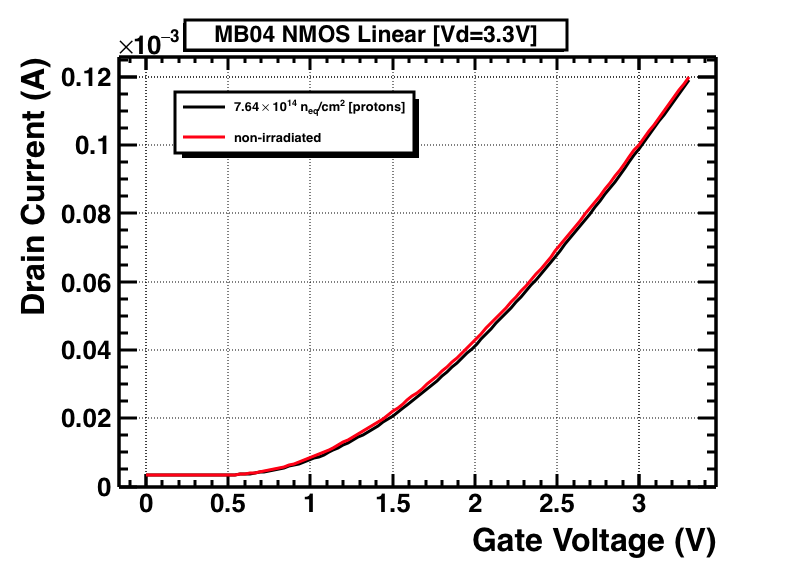 ×10⁻³
MB04 NMOS Linear [Vd=3.3V]
Drain Current (A)
0.12
0.1
0.08
0.06
0.04
0.02
0
7.64×10¹⁴ nₑq/cm² [protons]
non-irradiated
0 0.5 1 1.5 2 2.5 3
Gate Voltage (V)